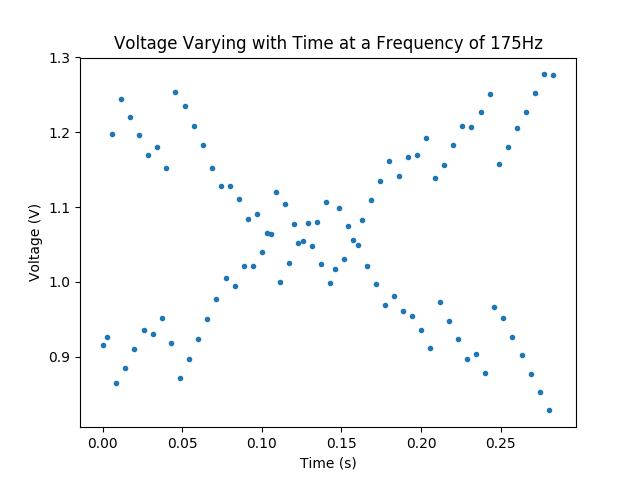 Voltage Varying with Time at a Frequency of 175Hz
1.3
1.2
1.1
1.0
0.9
Voltage (V)
0.00 0.05 0.10 0.15 0.20 0.25
Time (s)